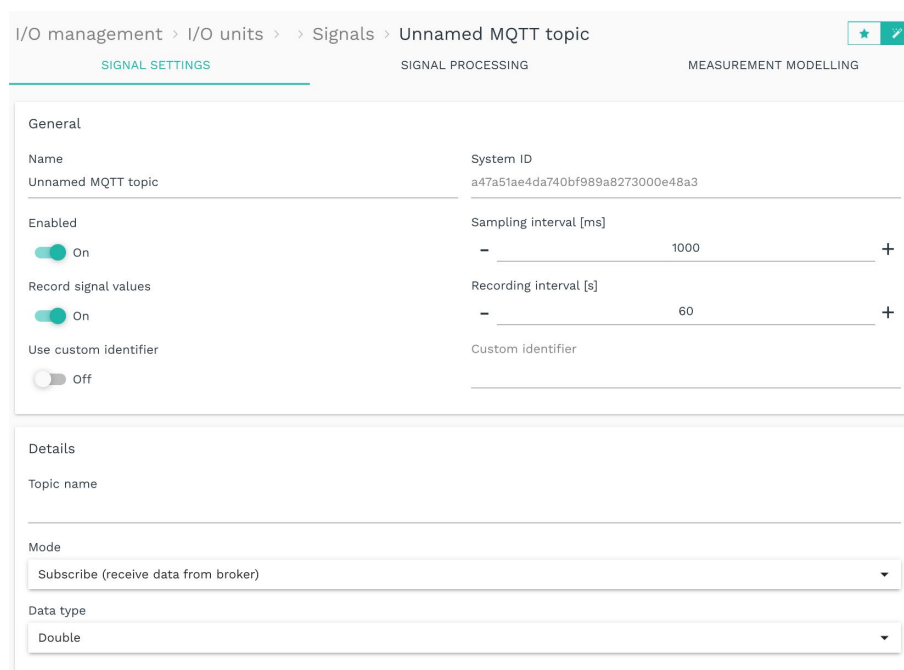 I/O management > I/O units > > Signals > Unnamed MQTT topic
SIGNAL SETTINGS SIGNAL PROCESSING MEASUREMENT MODELLING
General
Name System ID
Unnamed MQTT topic a47a51ae4da740bf989a8273000e48a3
Enabled Sampling interval [ms]
On - 1000 +
Record signal values Recording interval [s]
On - 60 +
Use custom identifier Custom identifier
Off
Details
Topic name
Mode
Subscribe (receive data from broker)
Data type
Double